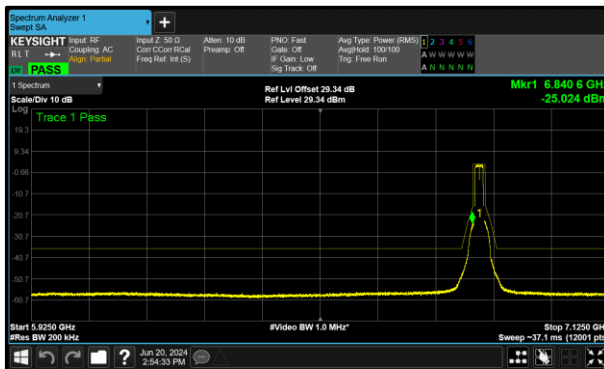 Spectrum Analyzer 1
Swept SA
KEYSIGHT
RLT
PASS
Input: RF
Coupling: AC
Align: Partial
Input Z: 50 Ω
Corr CCorr RCal
Freq Ref: Int (S)
Atten: 10 dB
Preamp: Off
PNO: Fast
Gate: Off
IF Gain: Low
Sig Track: Off
Avg Type: Power (RMS)
Avg|Hold: 100/100
Trig: Free Run
1 2 3 4 5 6
A W W W W W
A N N N N N
1 Spectrum
Scale/Div 10 dB
Ref Lvl Offset 29.34 dB
Ref Level 29.34 dBm
Mkr1 6.840 6 GHz
-25.024 dBm
Log
Trace 1 Pass
19.3
9.34
-0.66
-10.7
-20.7
-30.7
-40.7
-50.7
-60.7
1
Start 5.9250 GHz
#Res BW 200 kHz
#Video BW 1.0 MHz*
Stop 7.1250 GHz
Sweep ~37.1 ms (12001 pts)
?
Jun 20, 2024
2:54:33 PM